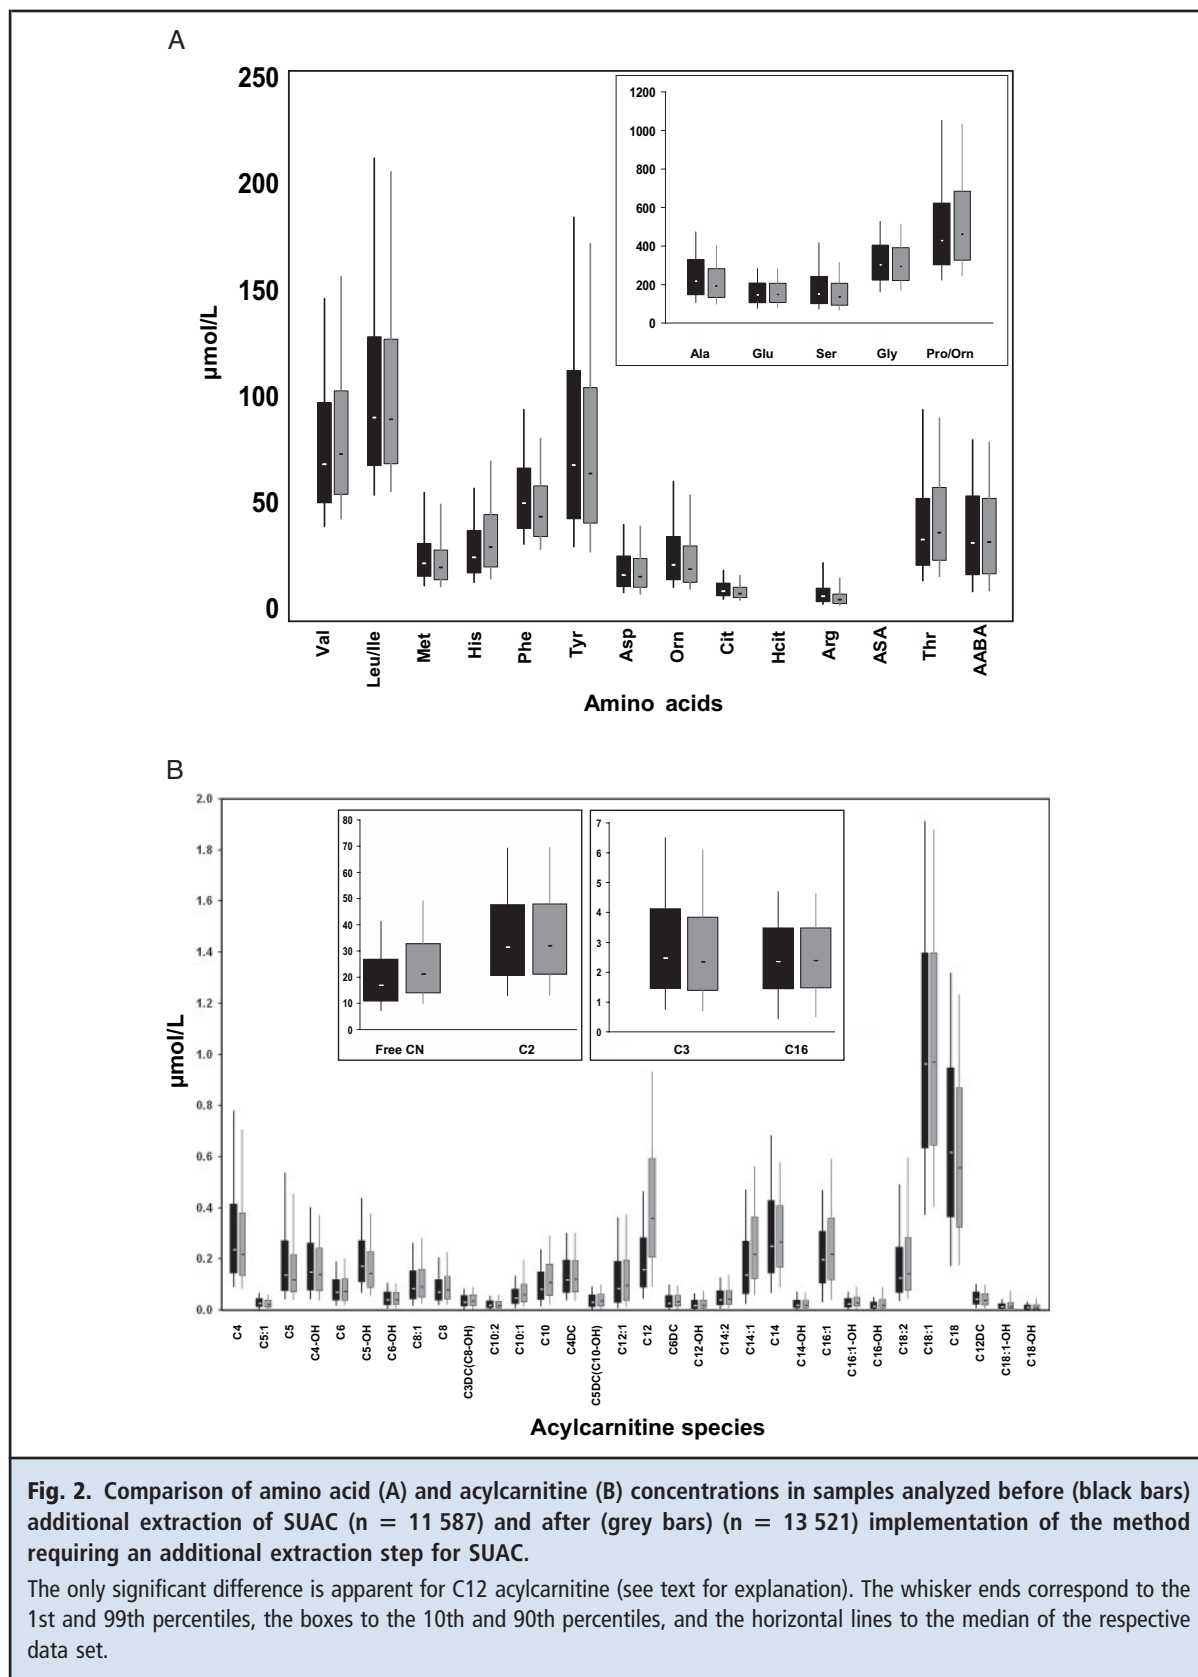 A
250
200
150
100
50
0
µmol/L
1200
1000
800
600
400
200
0
Ala Glu Ser Gly Pro/Orn
Val Leu/Ile Met His Phe Tyr Asp Orn Cit Hcit Arg ASA Thr AABA
Amino acids
B
2.0
1.8
1.6
1.4
1.2
1.0
0.8
0.6
0.4
0.2
0.0
µmol/L
80
70
60
50
40
30
20
10
0
Free CN C2
7
6
5
4
3
2
1
0
C3 C16
C4 C5:1 C5 C4-OH C6 C5-OH C6-OH C8:1 C8 C3DC(C8-OH) C10:2 C10:1 C10 C4DC C5DC(C10-OH) C12:1 C12 C6DC C12-OH C14:2 C14:1 C14 C14-OH C16:1 C16:1-OH C16-OH C18:2 C18:1 C18 C12DC C18:1-OH C18-OH
Acylcarnitine species
Fig. 2. Comparison of amino acid (A) and acylcarnitine (B) concentrations in samples analyzed before (black bars)
additional extraction of SUAC (n = 11 587) and after (grey bars) (n = 13 521) implementation of the method
requiring an additional extraction step for SUAC.
The only significant difference is apparent for C12 acylcarnitine (see text for explanation). The whisker ends correspond to the
1st and 99th percentiles, the boxes to the 10th and 90th percentiles, and the horizontal lines to the median of the respective
data set.